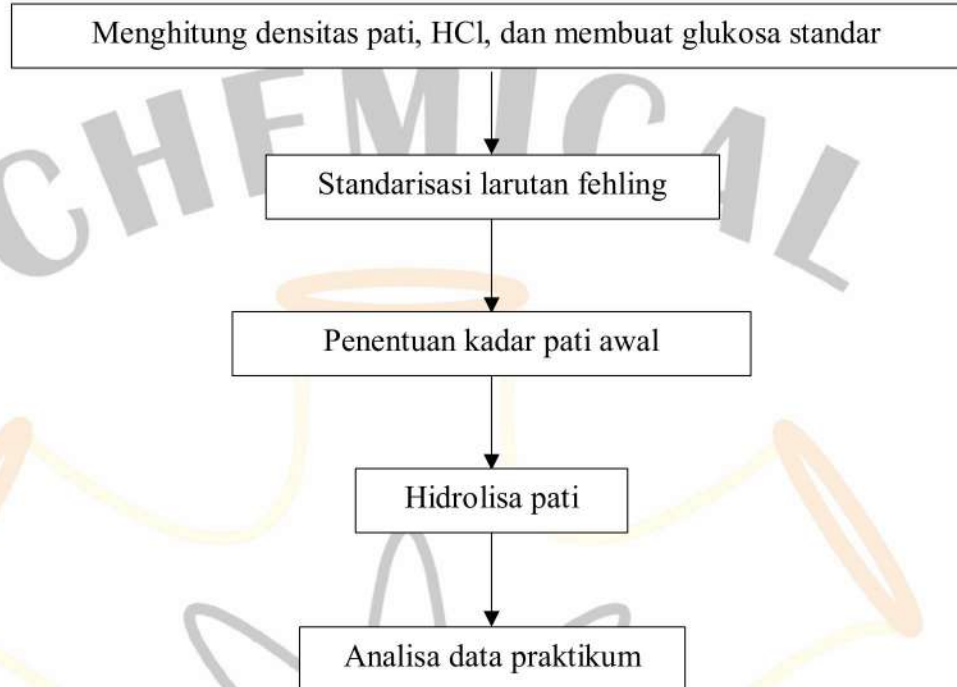 Menghitung densitas pati, HCl, dan membuat glukosa standar
CHEMICAL
Standarisasi larutan fehling
Penentuan kadar pati awal
Hidrolisa pati
Analisa data praktikum